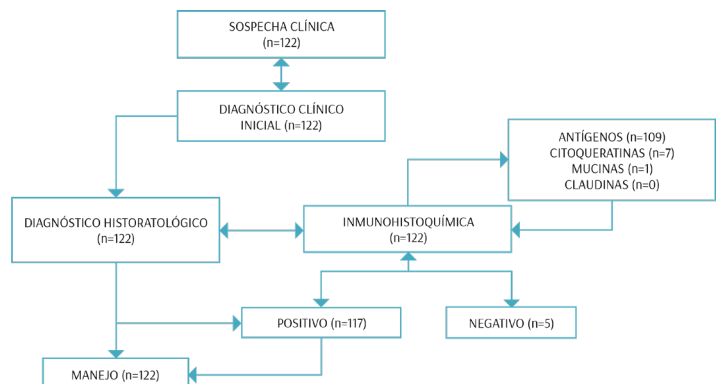 SOSPECHA CLÍNICA
(n=122)
DIAGNÓSTICO CLÍNICO
INICIAL (n=122)
ANTÍGENOS (n=109)
CITOQUERATINAS (n=7)
MUCINAS (n=1)
CLAUDINAS (n=0)
DIAGNÓSTICO HISTORATOLÓGICO
(n=122)
INMUNOHISTOQUÍMICA
(n=122)
POSITIVO (n=117)
NEGATIVO (n=5)
MANEJO (n=122)